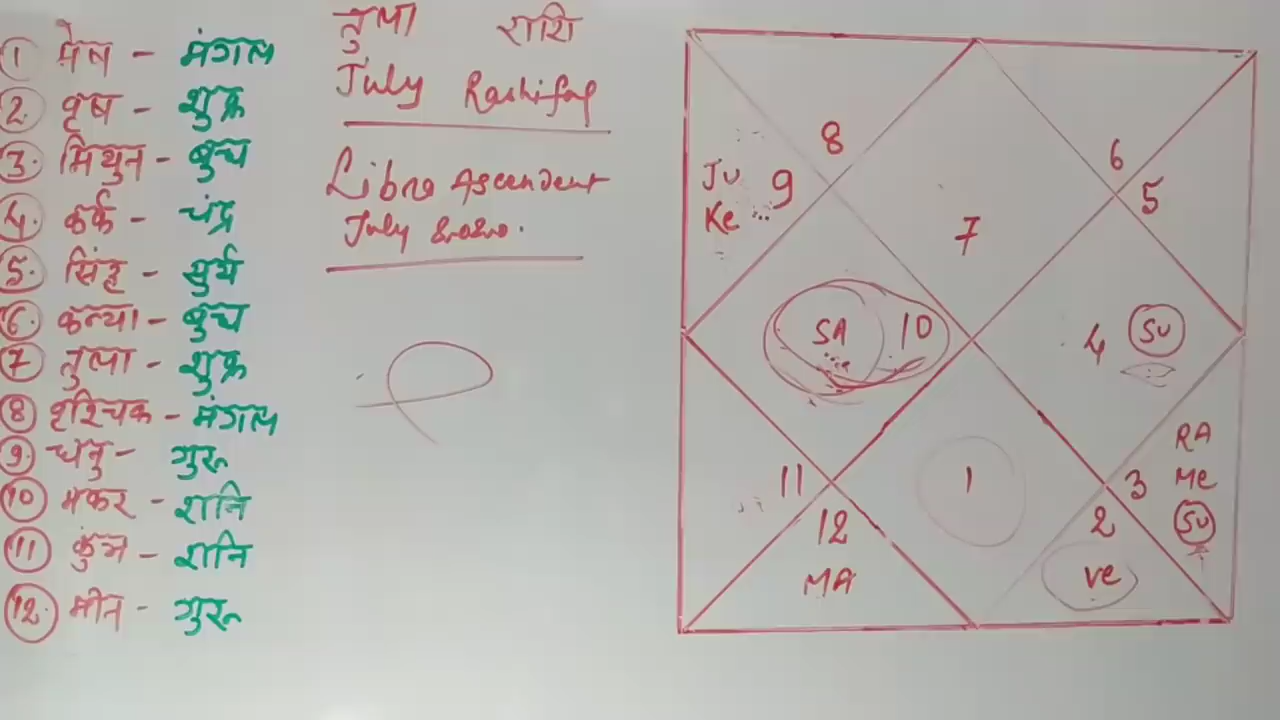 1 मेष - मंगल
2. वृष - शुक्र
3. मिथुन - बुध
4. कर्क - चंद्र
5. सिंह - सुर्य
6. कन्या - बुध
7 तुला - शुक्र
8 वृश्चिक - मंगल
9. धनु - गुरु
10 मकर - शनि
11 कुंभ - शनि
12. मीन - गुरु
तुला राशि
July Rashifal
Libra Ascendent
July 2020.
8
6
Ju 9
Ke
5
7
SA 10
4 SU
RA
11
1
3 Me
12
2
SU
MA
Ve